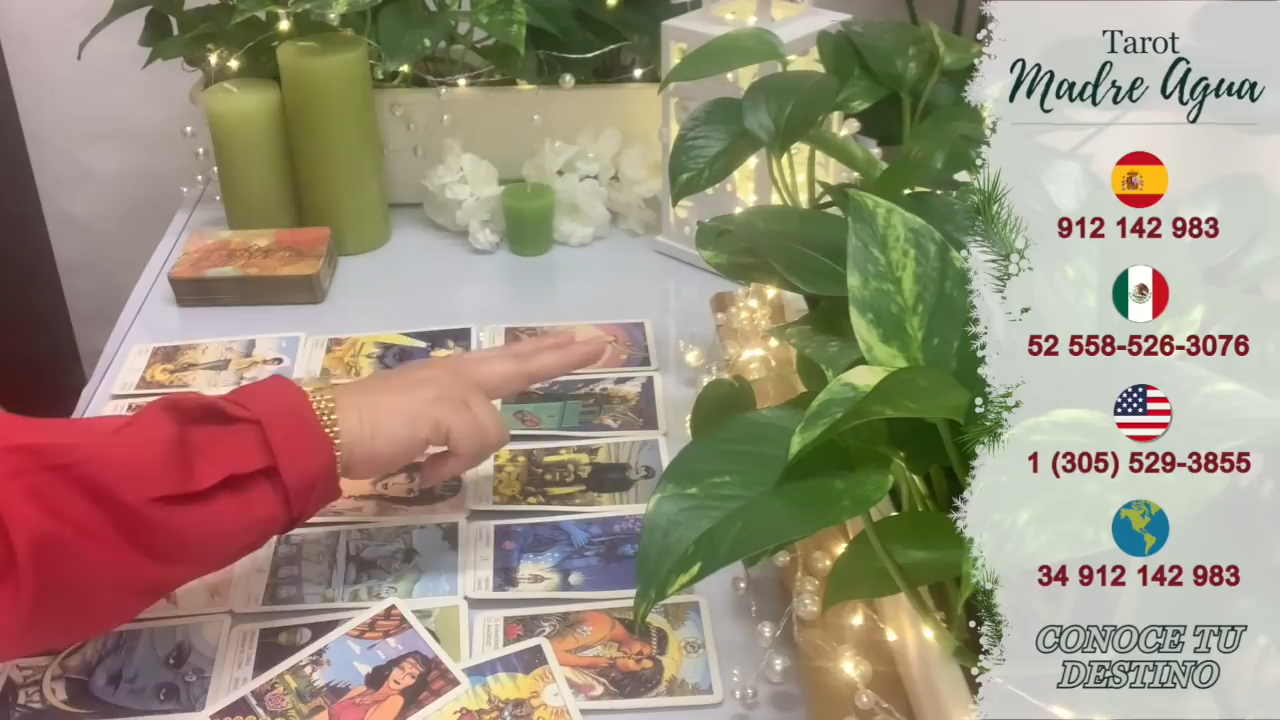 Tarot
Madre Agua
912 142 983
52 558-526-3076
1 (305) 529-3855
34 912 142 983
CONOCE TU
DESTINO